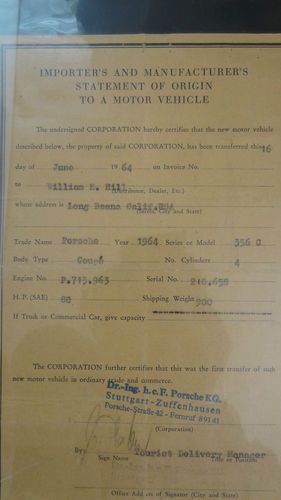 IMPORTER'S AND MANUFACTURER'S
STATEMENT OF ORIGIN
TO A MOTOR VEHICLE
The undersigned CORPORATION hereby certifies that the new motor vehicle
described below, the property of said CORPORATION, has been transferred this 16
day of June 1964 on Invoice No.
to William E. Hill
(Distributor, Dealer, Etc.)
whose address is Long Beach Calif. USA
(Street, City and State)
Trade Name Porsche Year 1964 Series or Model 356 C
Body Type Coupé No. Cylinders 4
Engine No. P.715.963 Serial No. 216.658
H.P. (SAE) 88 Shipping Weight 900
If Truck or Commercial Car, give capacity
The CORPORATION further certifies that this was the first transfer of such
new motor vehicle in ordinary trade and commerce.
Dr.-Ing. h.c. F. Porsche KG.
Stuttgart-Zuffenhausen
Porsche-Straße 42 - Fernruf 89141
(Corporation)
By: Tourist Delivery Manager
Sign Name Title or Position
Office Address of Signator and State